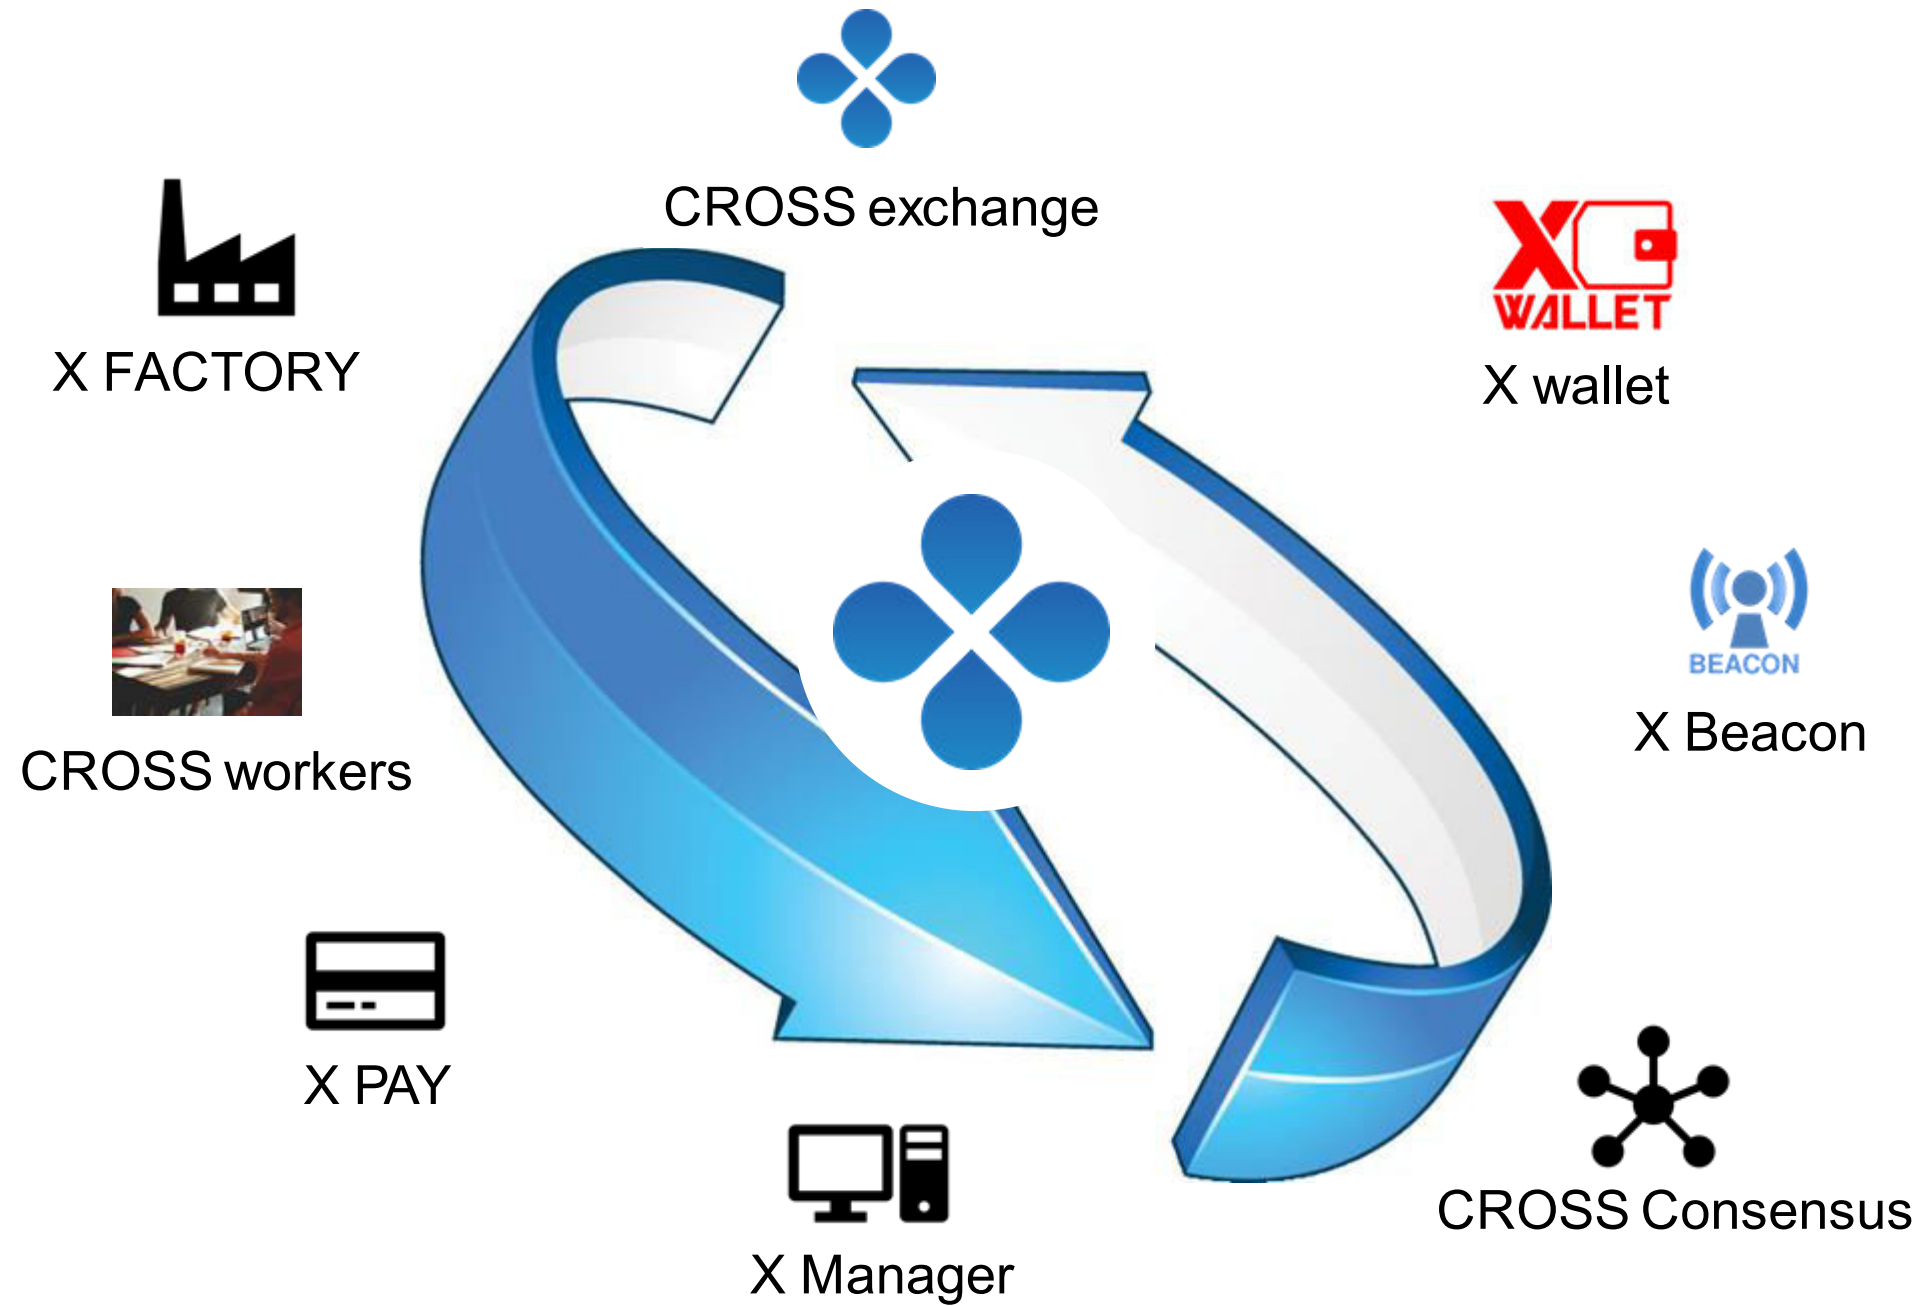 CROSS exchange
X FACTORY
X
WALLET
X wallet
BEACON
X Beacon
CROSS workers
X PAY
CROSS Consensus
X Manager